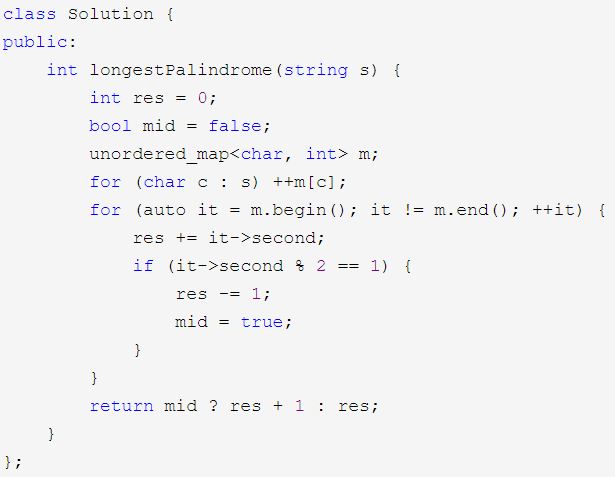 class Solution {
public:
    int longestPalindrome(string s) {
        int res = 0;
        bool mid = false;
        unordered_map<char, int> m;
        for (char c : s) ++m[c];
        for (auto it = m.begin(); it != m.end(); ++it) {
            res += it->second;
            if (it->second % 2 == 1) {
                res -= 1;
                mid = true;
            }
        }
        return mid ? res + 1 : res;
    }
};